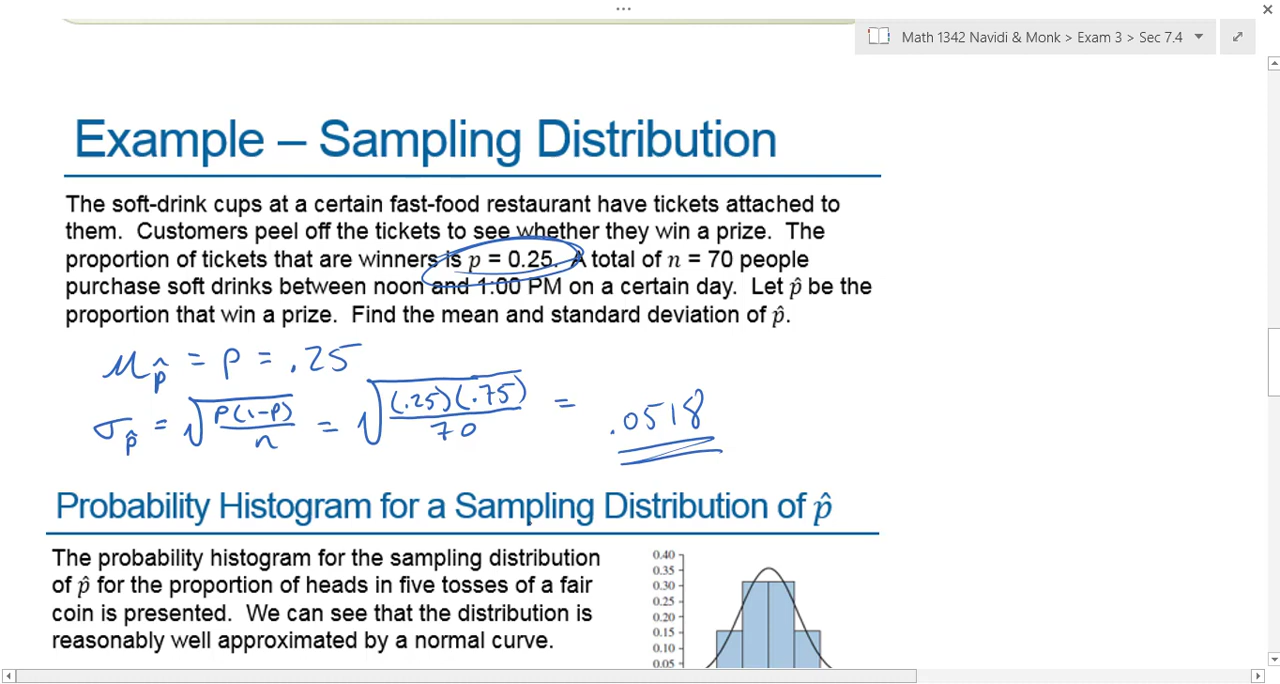 ...
Math 1342 Navidi & Monk > Exam 3 > Sec 7.4
Example – Sampling Distribution
The soft-drink cups at a certain fast-food restaurant have tickets attached to
them. Customers peel off the tickets to see whether they win a prize. The
proportion of tickets that are winners is p = 0.25. A total of n = 70 people
purchase soft drinks between noon and 1:00 PM on a certain day. Let p̂ be the
proportion that win a prize. Find the mean and standard deviation of p̂.
μ_p̂ = p = .25
σ_p̂ = √(p(1-p)/n) = √((.25)(.75)/70) = .0518
Probability Histogram for a Sampling Distribution of p̂
The probability histogram for the sampling distribution
of p̂ for the proportion of heads in five tosses of a fair
coin is presented. We can see that the distribution is
reasonably well approximated by a normal curve.
0.40
0.35
0.30
0.25
0.20
0.15
0.10
0.05